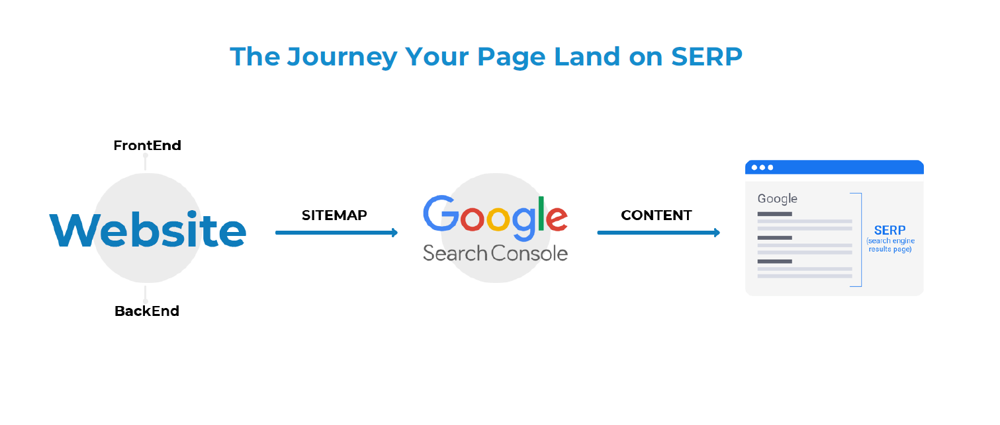 The Journey Your Page Land on SERP
FrontEnd
Website
BackEnd
SITEMAP
Google
Search Console
CONTENT
Google
SERP
(search engine
results page)